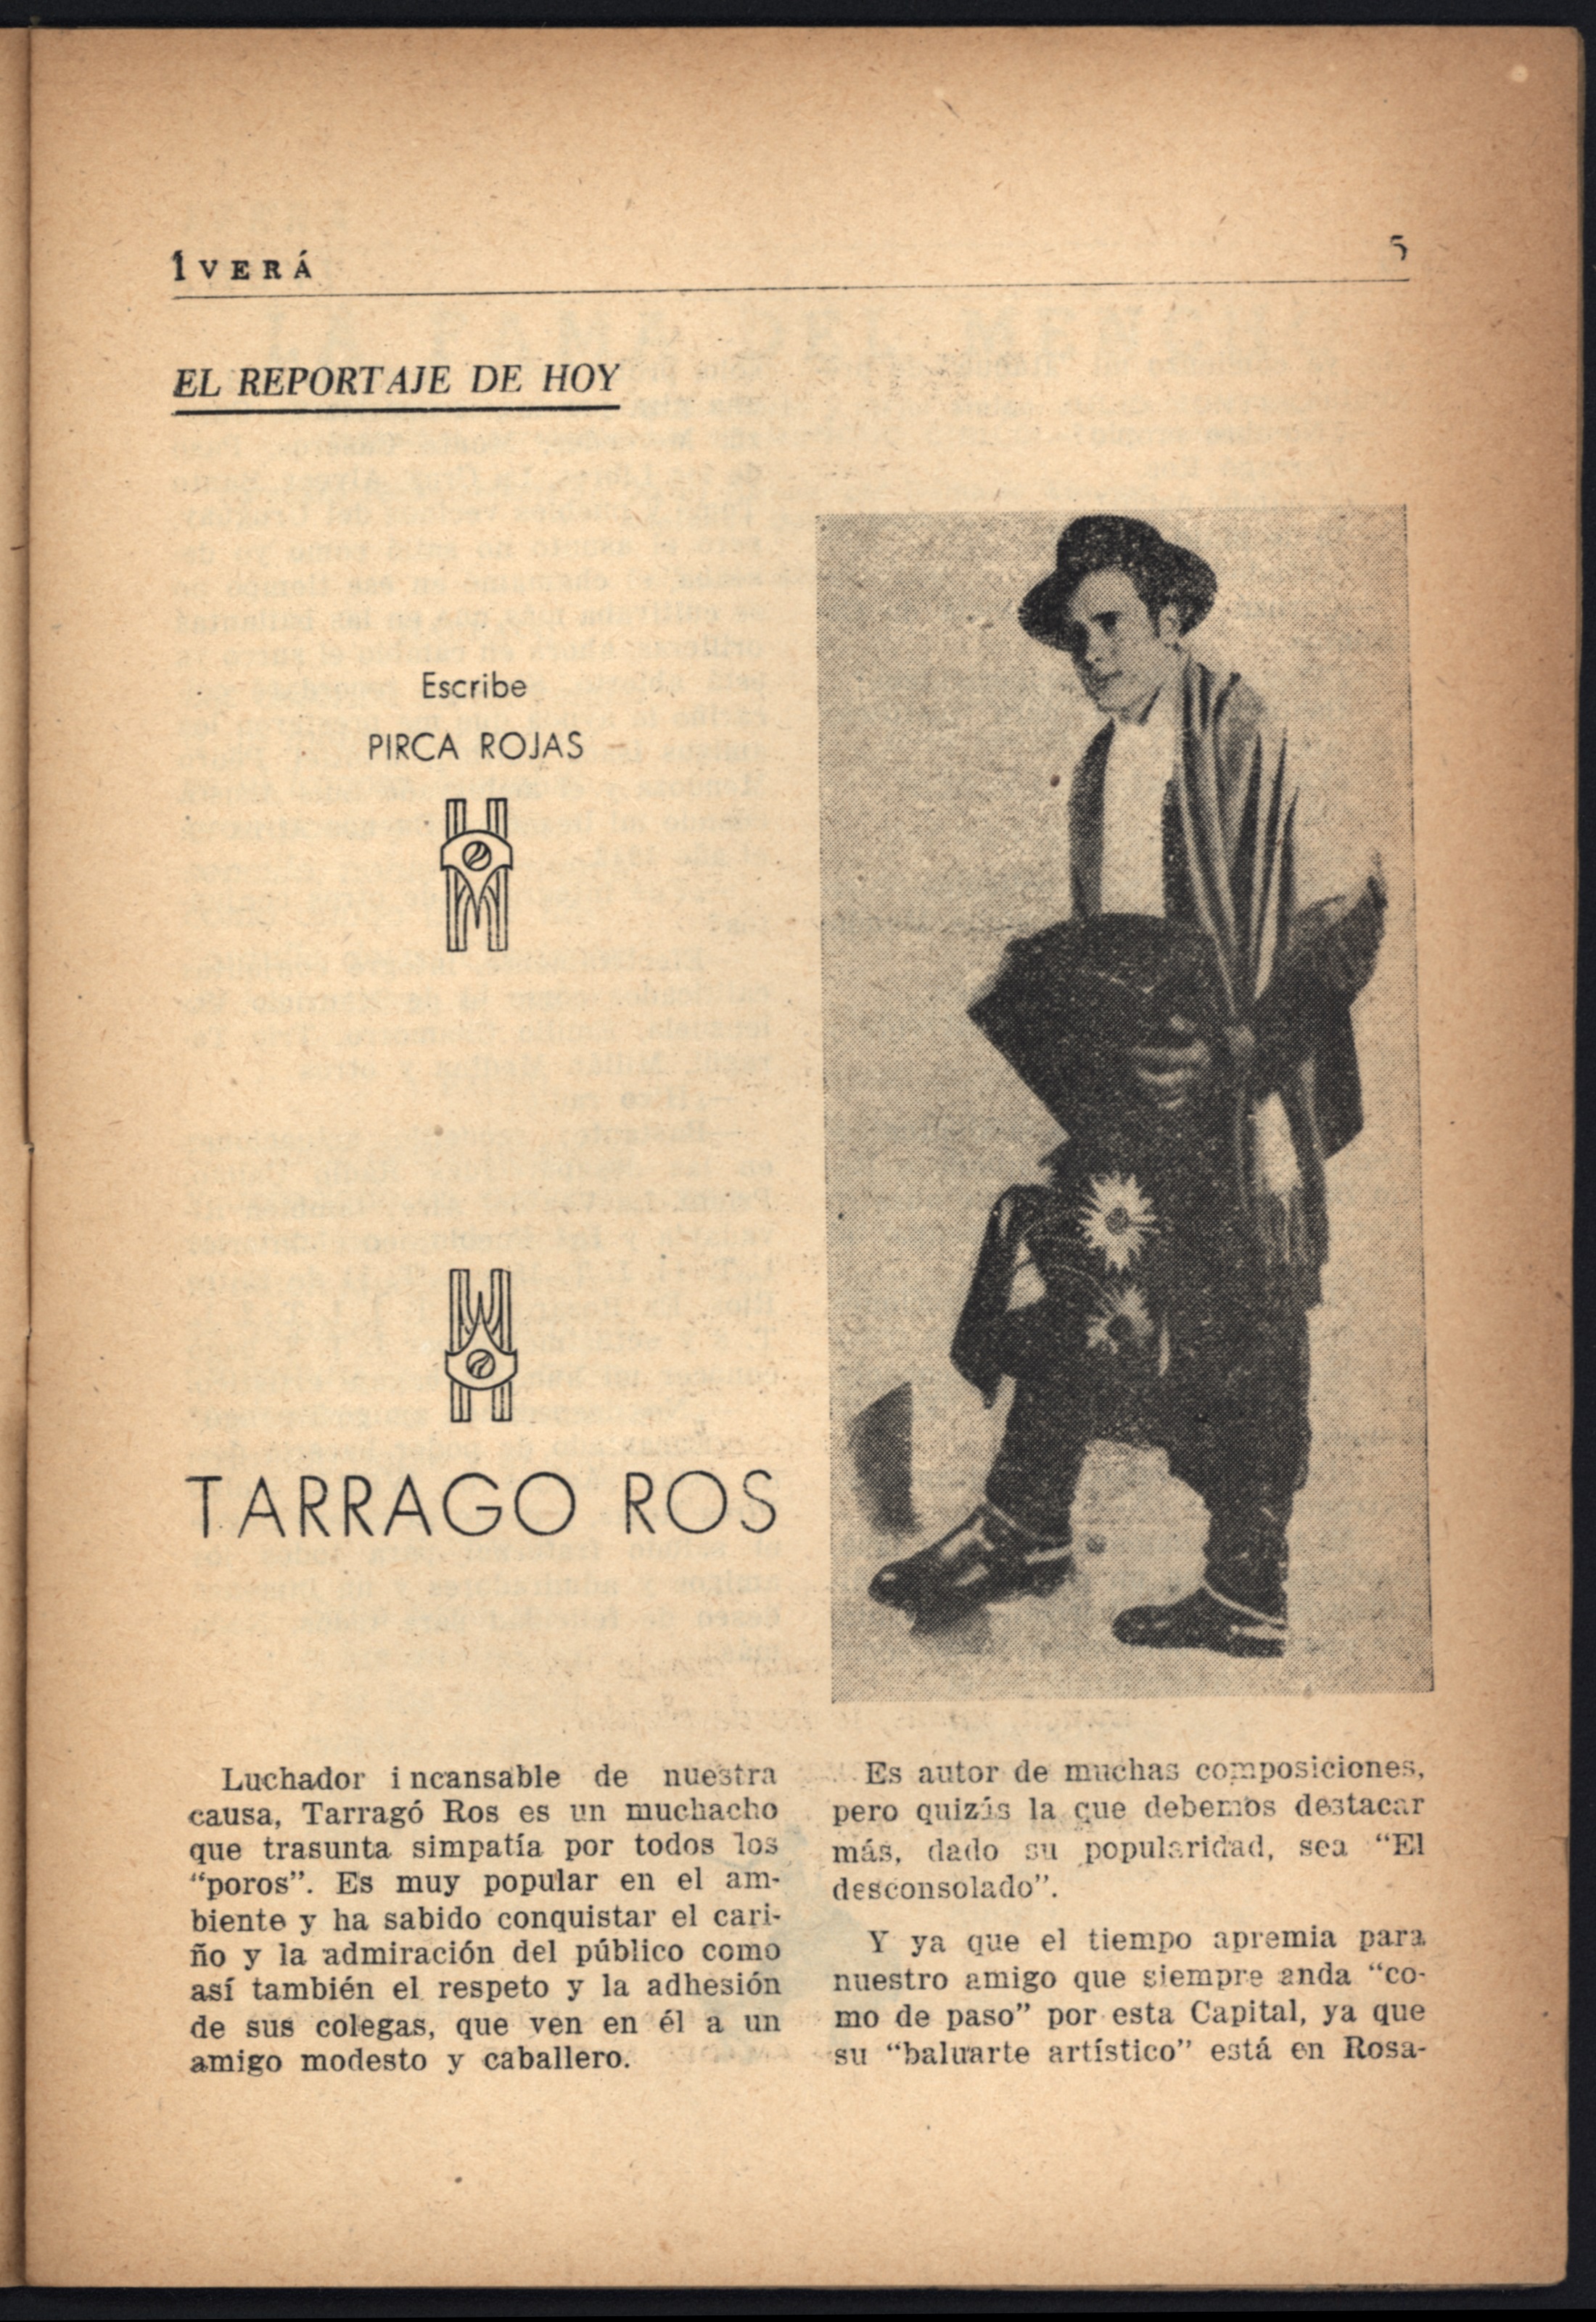 IVERÁ
5
EL REPORTAJE DE HOY
Escribe
PIRCA ROJAS
TARRAGO ROS
Luchador incansable de nuestra
causa, Tarragó Ros es un muchacho
que trasunta simpatía por todos los
“poros”. Es muy popular en el am-
biente y ha sabido conquistar el cari-
ño y la admiración del público como
así también el respeto y la adhesión
de sus colegas, que ven en él a un
amigo modesto y caballero.
Es autor de muchas composiciones,
pero quizás la que debemos destacar
más, dado su popularidad, sea “El
desconsolado”.
Y ya que el tiempo apremia para
nuestro amigo que siempre anda “co-
mo de paso” por esta Capital, ya que
su “baluarte artístico” está en Rosa-